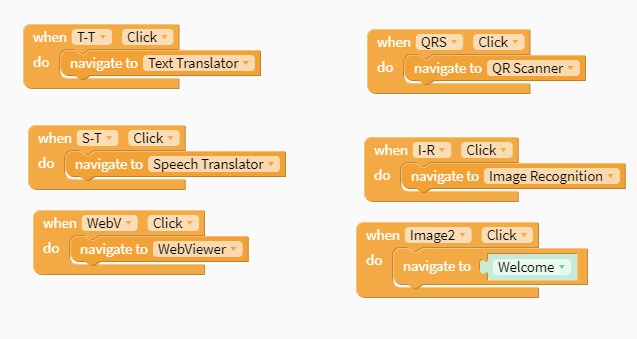 when T-T Click
do navigate to Text Translator
when S-T Click
do navigate to Speech Translator
when WebV Click
do navigate to WebViewer
when QRS Click
do navigate to QR Scanner
when I-R Click
do navigate to Image Recognition
when Image2 Click
do navigate to Welcome